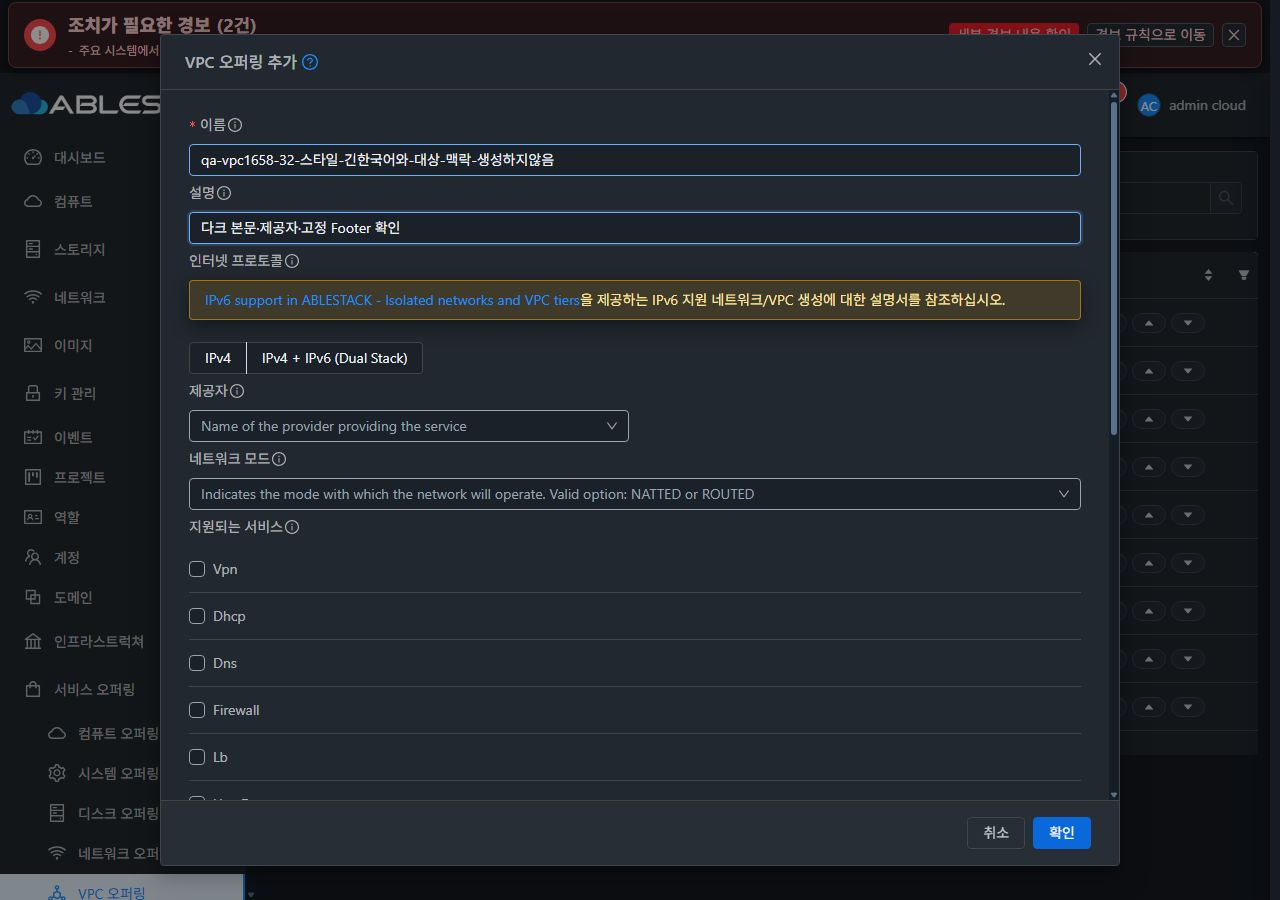 조치가 필요한 경보 (2건)
- 주요 시스템에서
세부 경보 내용 확인
경보 규칙으로 이동
ABLES
AC
admin cloud
대시보드
컴퓨트
스토리지
네트워크
이미지
키 관리
이벤트
프로젝트
역할
계정
도메인
인프라스트럭쳐
서비스 오퍼링
컴퓨트 오퍼링
시스템 오퍼링
디스크 오퍼링
네트워크 오퍼
VPC 오퍼링
VPC 오퍼링 추가
* 이름
qa-vpc1658-32-스타일-긴한국어와-대상-맥락-생성하지않음
설명
다크 본문·제공자·고정 Footer 확인
인터넷 프로토콜
IPv6 support in ABLESTACK - Isolated networks and VPC tiers을 제공하는 IPv6 지원 네트워크/VPC 생성에 대한 설명서를 참조하십시오.
IPv4
IPv4 + IPv6 (Dual Stack)
제공자
Name of the provider providing the service
네트워크 모드
Indicates the mode with which the network will operate. Valid option: NATTED or ROUTED
지원되는 서비스
Vpn
Dhcp
Dns
Firewall
Lb
취소
확인